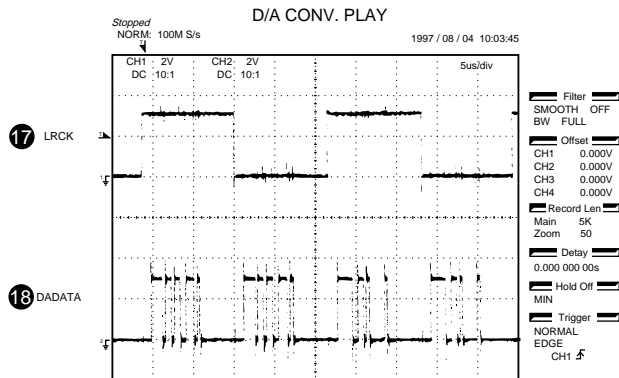 D/A CONV. PLAY
Stopped
NORM: 100M S/s
1997 / 08 / 04 10:03:45
CH1 2V
DC 10:1
CH2 2V
DC 10:1
5us/div
17 LRCK
18 DADATA
Filter
SMOOTH OFF
BW FULL
Offset
CH1 0.000V
CH2 0.000V
CH3 0.000V
CH4 0.000V
Record Len
Main 5K
Zoom 50
Detay
0.000 000 00s
Hold Off
MIN
Trigger
NORMAL
EDGE
CH1